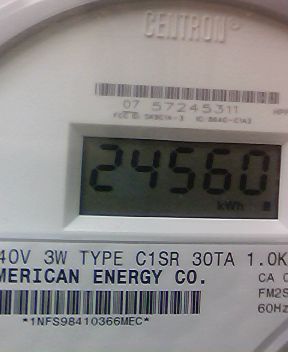 CENTRON®
07 57245311
24560
kWh
40V 3W TYPE C1SR 30TA 1.0K
MERICAN ENERGY CO.
CA
FM2S
60Hz
*1NFS98410366MEC*